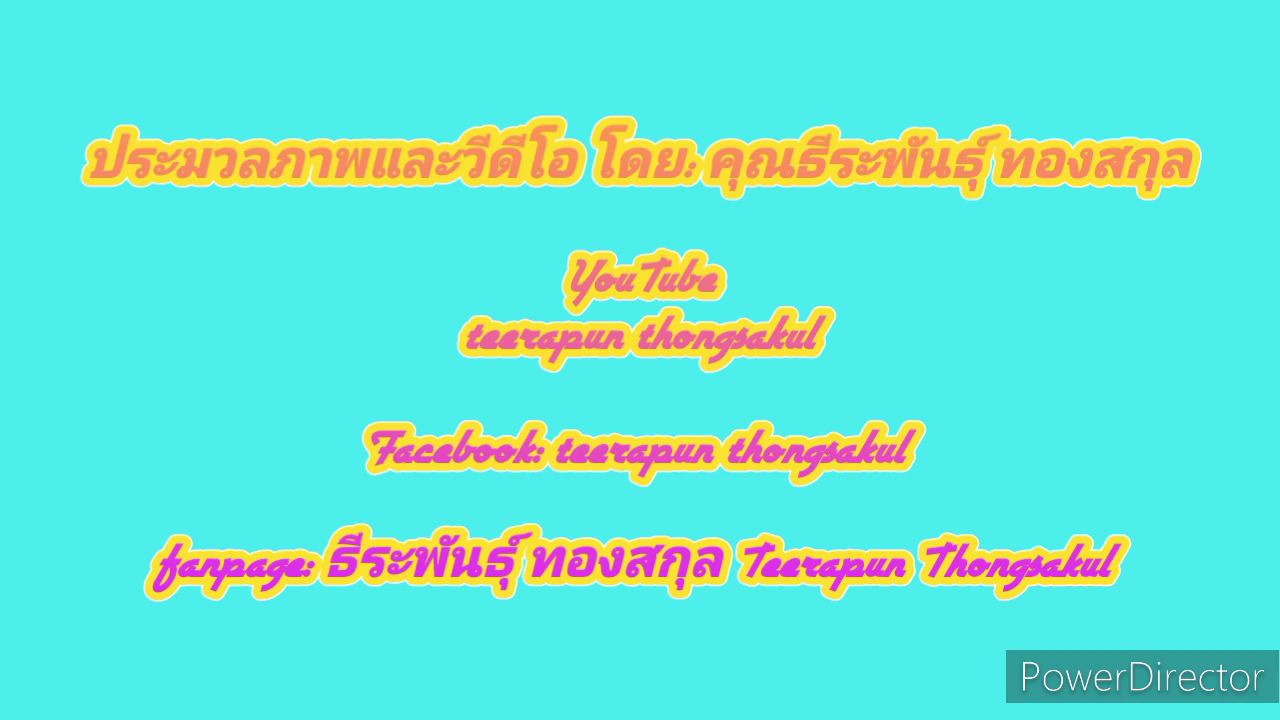 ประมวลภาพและวีดีโอ โดย: คุณธีระพันธุ์ ทองสกุล
YouTube
teerapun thongsakul
Facebook: teerapun thongsakul
fanpage: ธีระพันธุ์ ทองสกุล Teerapun Thongsakul
PowerDirector